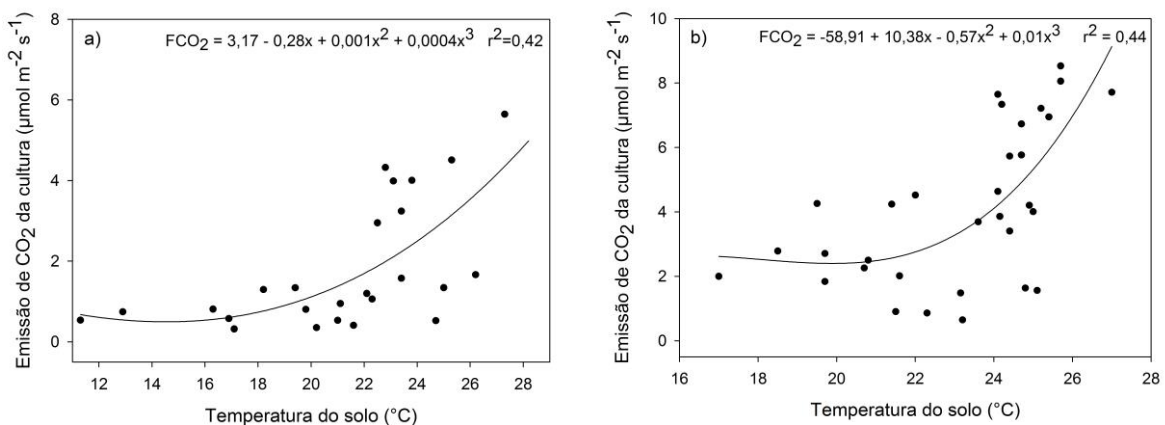 a) FCO2 = 3,17 - 0,28x + 0,001x² + 0,0004x³ r²=0,42
Emissão de CO2 da cultura (µmol m-2 s-1)
8
6
4
2
0
12 14 16 18 20 22 24 26 28
Temperatura do solo (°C)
b) FCO2 = -58,91 + 10,38x - 0,57x² + 0,01x³ r² = 0,44
Emissão de CO2 da cultura (µmol m-2 s-1)
10
8
6
4
2
0
16 18 20 22 24 26 28
Temperatura do solo (°C)